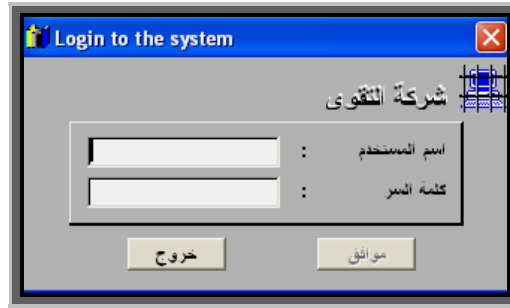 Login to the system
شركة التقوى
اسم المستخدم :
كلمة السر :
موافق خروج